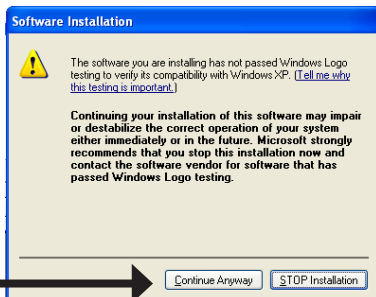 Software Installation
The software you are installing has not passed Windows Logo
testing to verify its compatibility with Windows XP. (Tell me why
this testing is important.)
Continuing your installation of this software may impair
or destabilize the correct operation of your system
either immediately or in the future. Microsoft strongly
recommends that you stop this installation now and
contact the software vendor for software that has
passed Windows Logo testing.
Continue Anyway STOP Installation